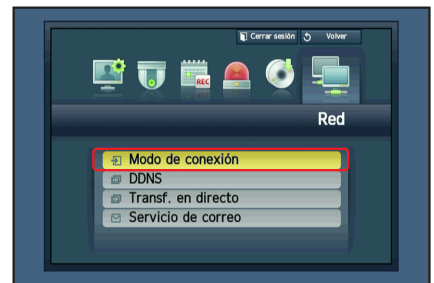 Cerrar sesión Volver
REC
Red
Modo de conexión
DDNS
Transf. en directo
Servicio de correo